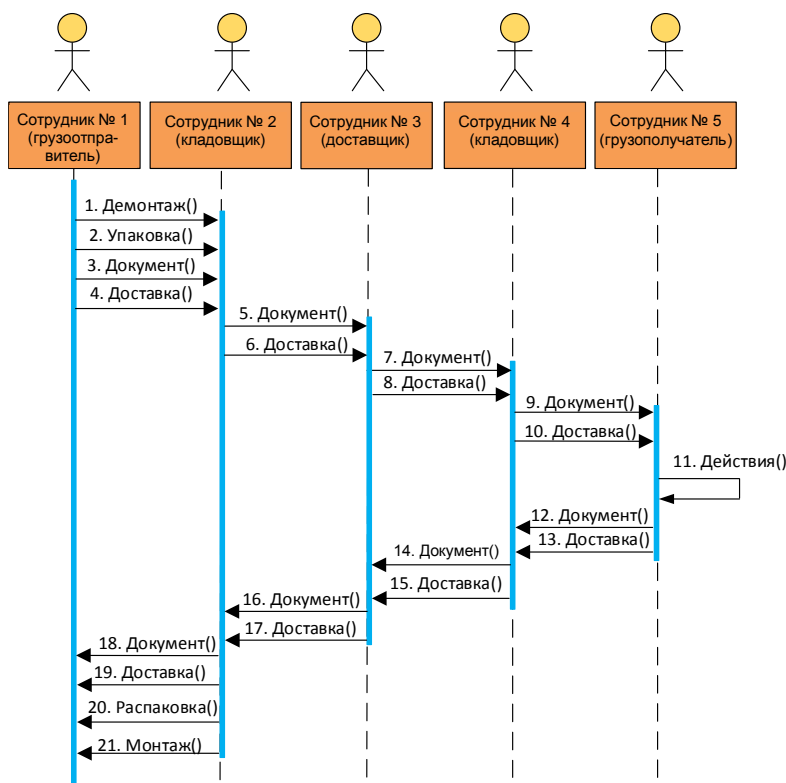 Сотрудник № 1
(грузоотпра-
витель)
Сотрудник № 2
(кладовщик)
Сотрудник № 3
(доставщик)
Сотрудник № 4
(кладовщик)
Сотрудник № 5
(грузополучатель)
1. Демонтаж()
2. Упаковка()
3. Документ()
4. Доставка()
5. Документ()
6. Доставка()
7. Документ()
8. Доставка()
9. Документ()
10. Доставка()
11. Действия()
12. Документ()
13. Доставка()
14. Документ()
15. Доставка()
16. Документ()
17. Доставка()
18. Документ()
19. Доставка()
20. Распаковка()
21. Монтаж()